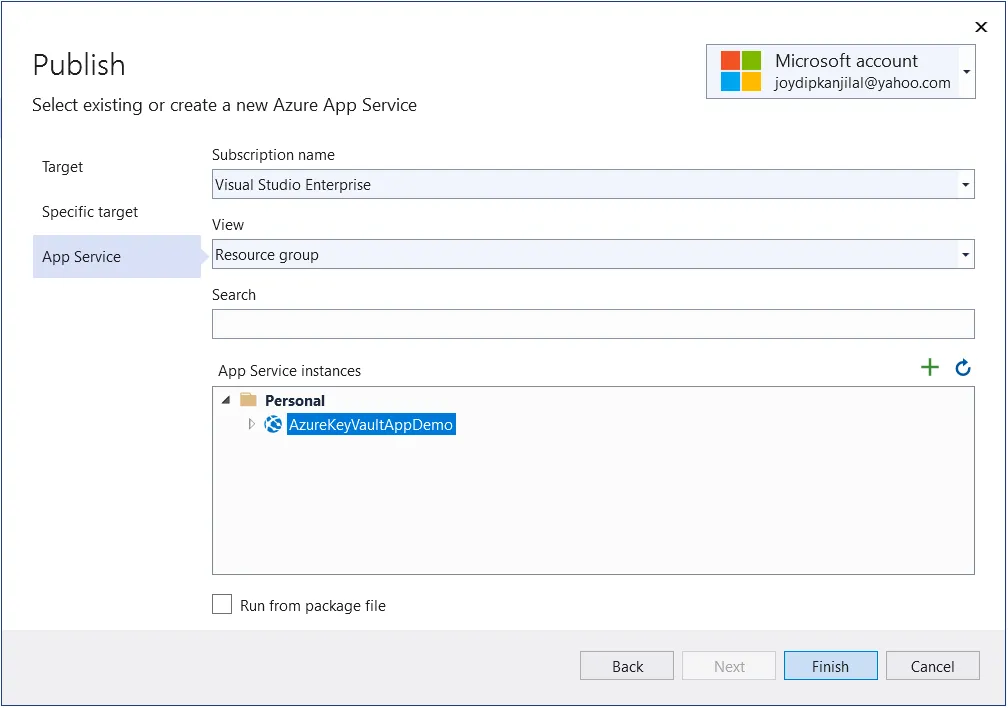 Publish
Select existing or create a new Azure App Service
Microsoft account
joydipkanjilal@yahoo.com
Target
Specific target
App Service
Subscription name
Visual Studio Enterprise
View
Resource group
Search
App Service instances
Personal
AzureKeyVaultAppDemo
Run from package file
Back
Next
Finish
Cancel